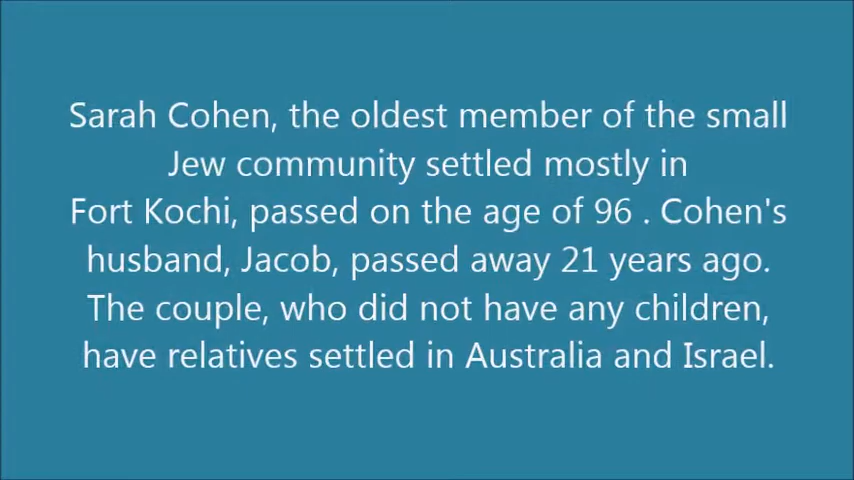 Sarah Cohen, the oldest member of the small
Jew community settled mostly in
Fort Kochi, passed on the age of 96 . Cohen's
husband, Jacob, passed away 21 years ago.
The couple, who did not have any children,
have relatives settled in Australia and Israel.